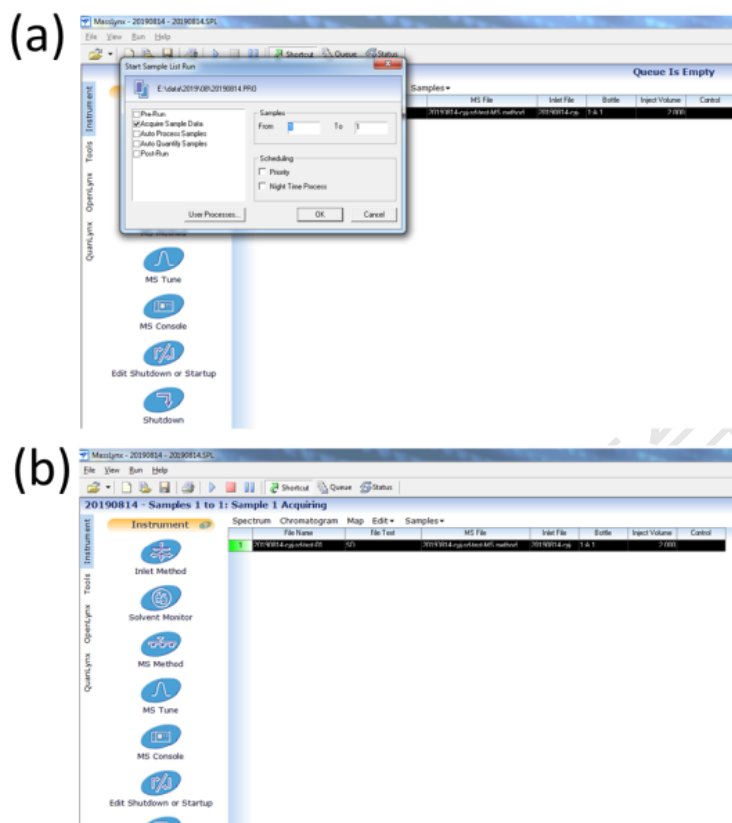 (a)
MassLynx - 20190814 - 20190814.SPL
File View Run Help
Shortcut Queue Status
Start Sample List Run
Queue Is Empty
E:\data\2019\08\20190814.PRO
Samples
MS File Inlet File Bottle Inject Volume Control
Pre-Run
Acquire Sample Data
Auto Process Samples
Auto Quantify Samples
Post-Run
Samples
From 1 To 1
Scheduling
Priority
Night Time Process
User Processes...
OK Cancel
1:A,1 2.000
Instrument
Tools
OpenLynx
QuanLynx
MS Tune
MS Console
Edit Shutdown or Startup
Shutdown
(b)
MassLynx - 20190814 - 20190814.SPL
File View Run Help
Shortcut Queue Status
20190814 - Samples 1 to 1: Sample 1 Acquiring
Instrument
Spectrum Chromatogram Map Edit Samples
File Name File Text MS File Inlet File Bottle Inject Volume Control
1 1:A,1 2.000
Instrument
Tools
OpenLynx
QuanLynx
Inlet Method
Solvent Monitor
MS Method
MS Tune
MS Console
Edit Shutdown or Startup